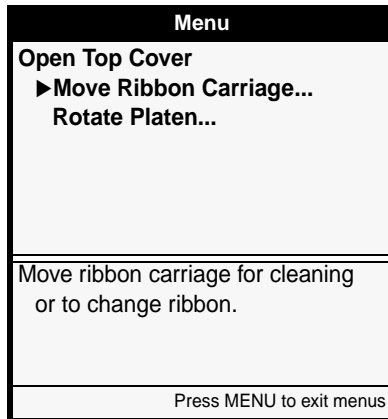 Menu
Open Top Cover
▶Move Ribbon Carriage...
Rotate Platen...
Move ribbon carriage for cleaning
or to change ribbon.
Press MENU to exit menus